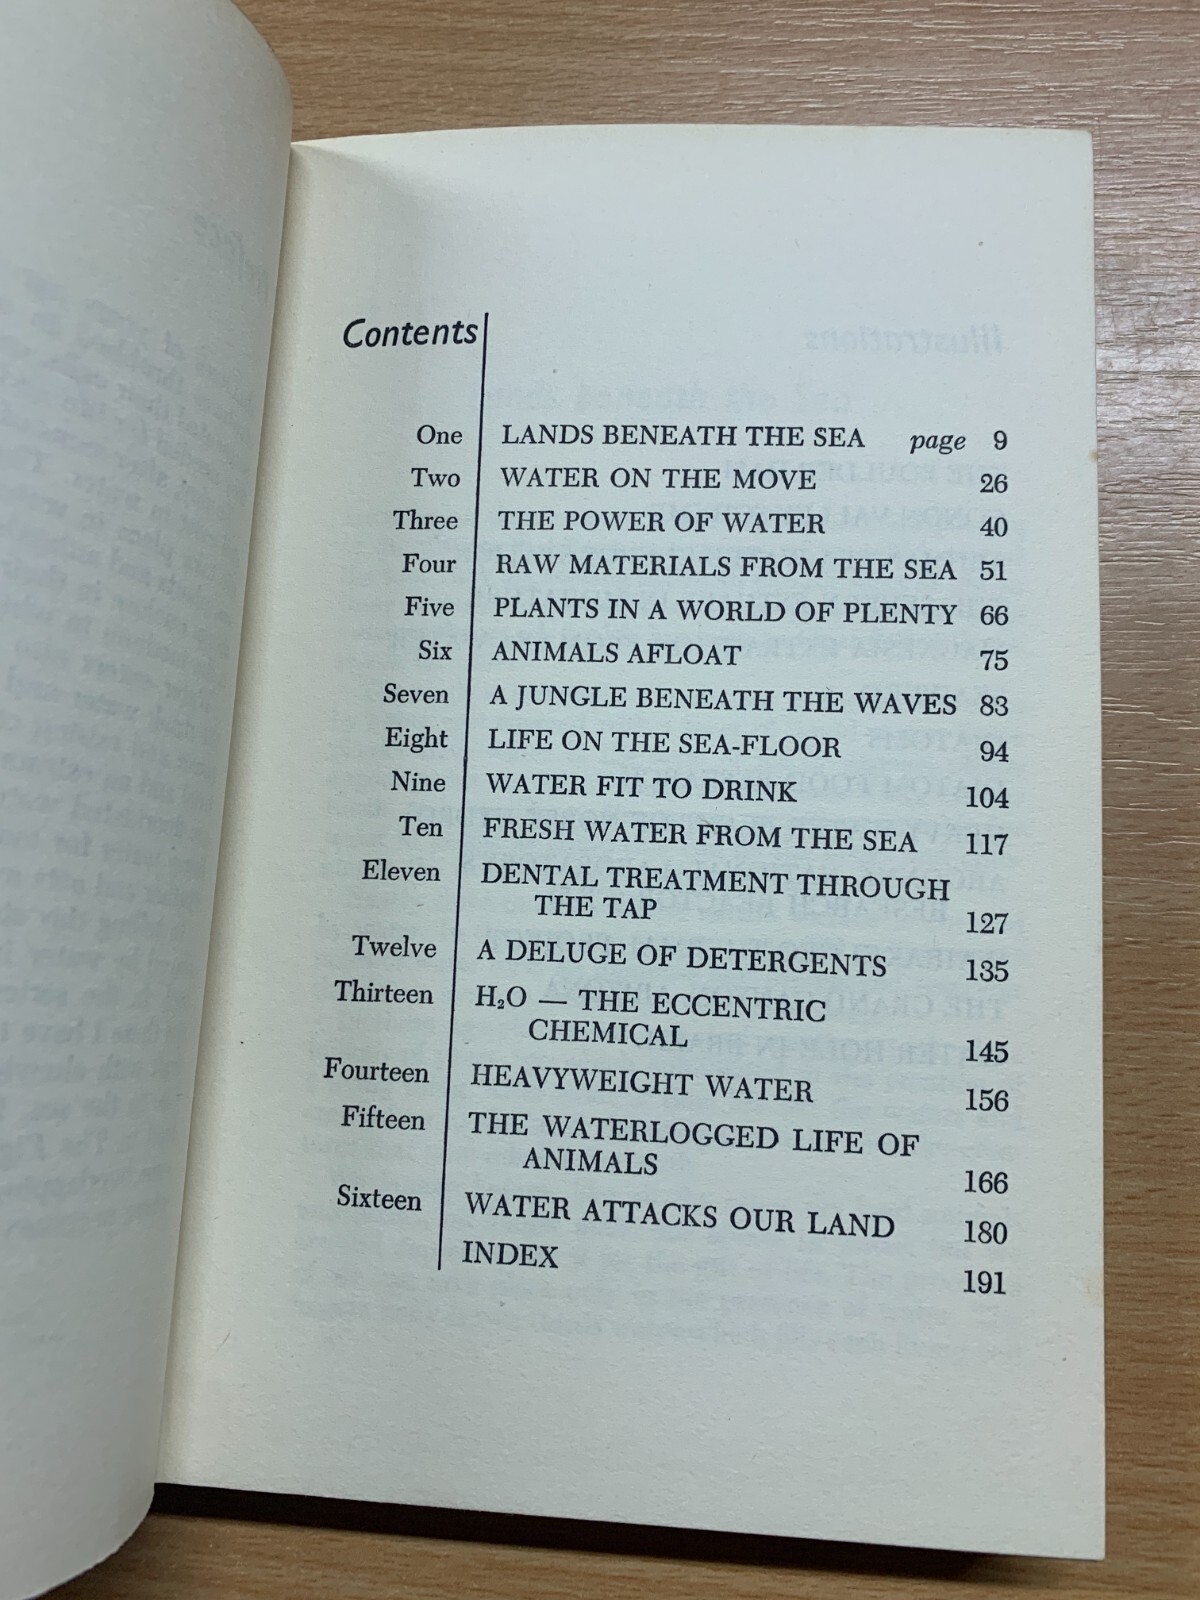 Contents
One LANDS BENEATH THE SEA page 9
Two WATER ON THE MOVE 26
Three THE POWER OF WATER 40
Four RAW MATERIALS FROM THE SEA 51
Five PLANTS IN A WORLD OF PLENTY 66
Six ANIMALS AFLOAT 75
Seven A JUNGLE BENEATH THE WAVES 83
Eight LIFE ON THE SEA-FLOOR 94
Nine WATER FIT TO DRINK 104
Ten FRESH WATER FROM THE SEA 117
Eleven DENTAL TREATMENT THROUGH
THE TAP 127
Twelve A DELUGE OF DETERGENTS 135
Thirteen H₂O — THE ECCENTRIC
CHEMICAL 145
Fourteen HEAVYWEIGHT WATER 156
Fifteen THE WATERLOGGED LIFE OF
ANIMALS 166
Sixteen WATER ATTACKS OUR LAND 180
INDEX 191